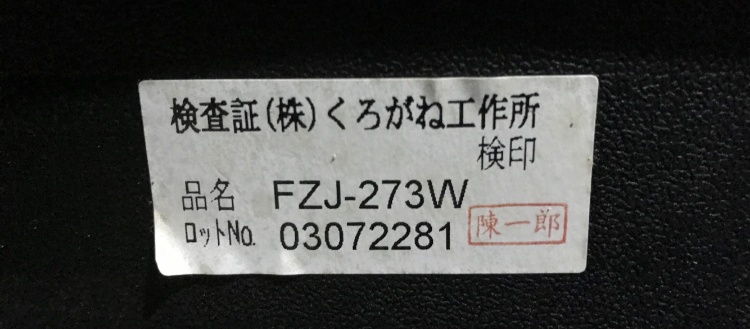 検査証(株)くろがね工作所
検印
品名 FZJ-273W
ロットNo. 03072281
陳一郎